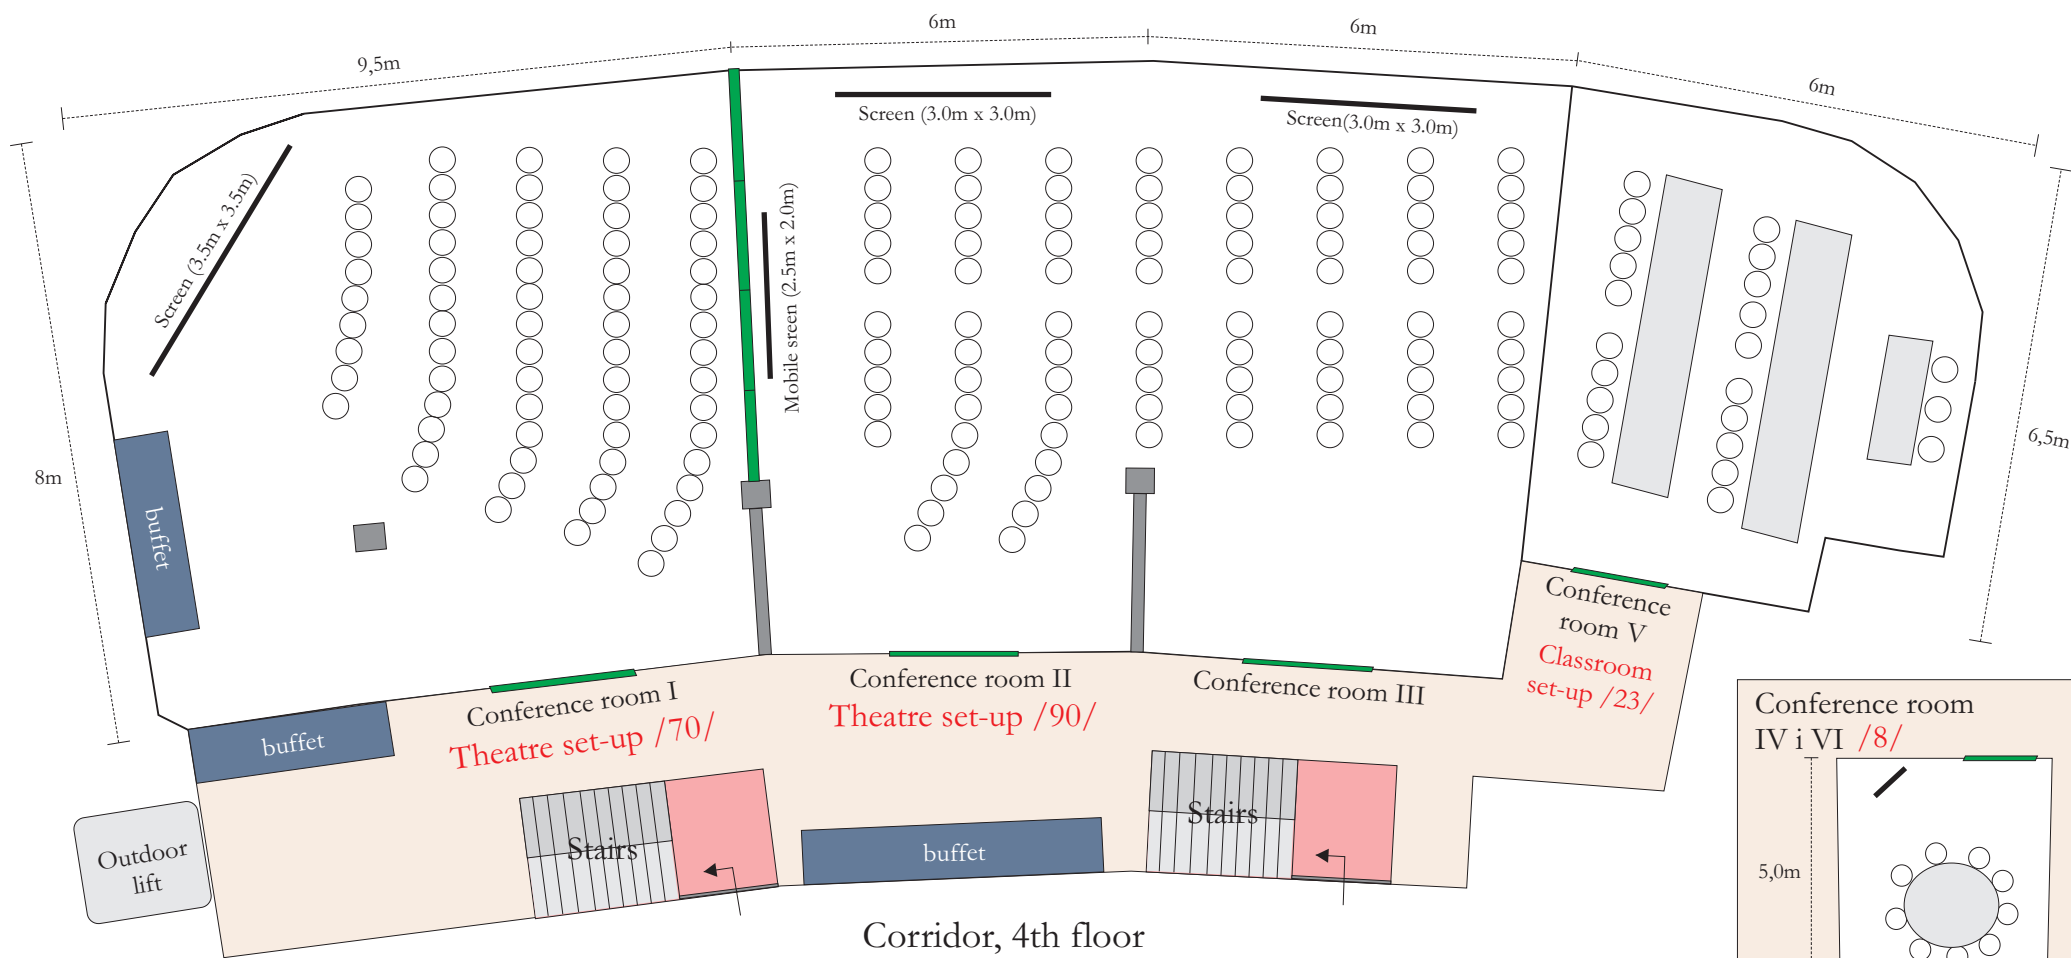 9,5m
6m
6m
6m
Screen (3.5m x 3.5m)
Screen (3.0m x 3.0m)
Screen(3.0m x 3.0m)
Mobile sreen (2.5m x 2.0m)
8m
6,5m
buffet
buffet
Conference room I
Theatre set-up /70/
Conference room II
Theatre set-up /90/
Conference room III
Conference
room V
Classroom
set-up /23/
Conference room
IV i VI /8/
5,0m
Outdoor
lift
Stairs
buffet
Stairs
Corridor, 4th floor